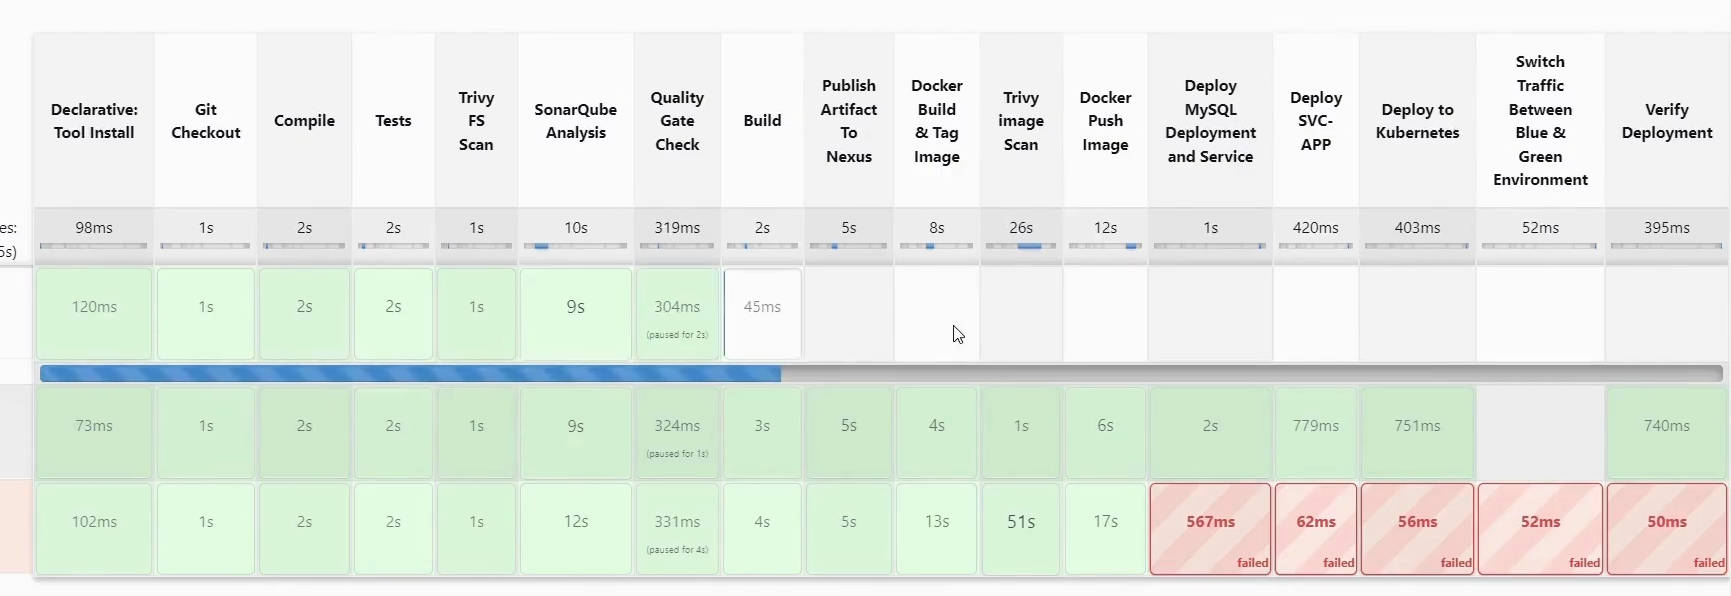 Declarative:
Tool Install
Git
Checkout
Compile
Tests
Trivy
FS
Scan
SonarQube
Analysis
Quality
Gate
Check
Build
Publish
Artifact
To
Nexus
Docker
Build
& Tag
Image
Trivy
image
Scan
Docker
Push
Image
Deploy
MySQL
Deployment
and Service
Deploy
SVC-
APP
Deploy to
Kubernetes
Switch
Traffic
Between
Blue &
Green
Environment
Verify
Deployment
es:
5s)
98ms 1s 2s 2s 1s 10s 319ms 2s 5s 8s 26s 12s 1s 420ms 403ms 52ms 395ms
120ms 1s 2s 2s 1s 9s 304ms 45ms
(paused for 2s)
73ms 1s 2s 2s 1s 9s 324ms 3s 5s 4s 1s 6s 2s 779ms 751ms 740ms
(paused for 1s)
102ms 1s 2s 2s 1s 12s 331ms 4s 5s 13s 51s 17s 567ms 62ms 56ms 52ms 50ms
(paused for 4s) failed failed failed failed failed